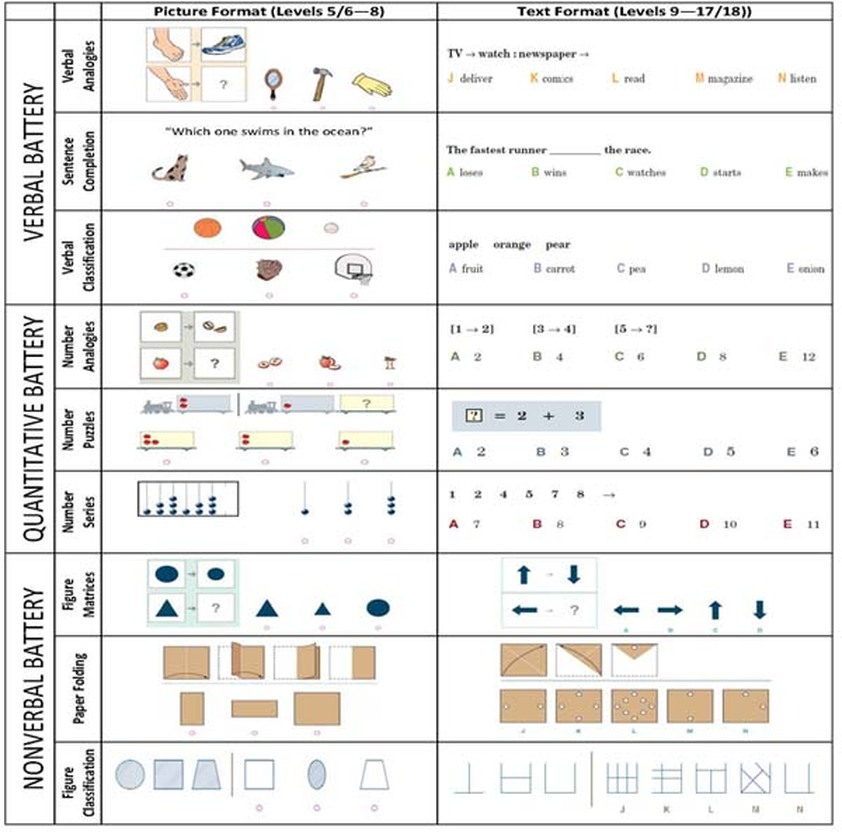 Picture Format (Levels 5/6—8)
Text Format (Levels 9—17/18))
VERBAL BATTERY
Verbal Analogies
?
TV → watch : newspaper →
J deliver K comics L read M magazine N listen
Sentence Completion
"Which one swims in the ocean?"
The fastest runner ________ the race.
A loses B wins C watches D starts E makes
Verbal Classification
apple orange pear
A fruit B carrot C pea D lemon E onion
QUANTITATIVE BATTERY
Number Analogies
?
[1 → 2] [3 → 4] [5 → ?]
A 2 B 4 C 6 D 8 E 12
Number Puzzles
?
? = 2 + 3
A 2 B 3 C 4 D 5 E 6
Number Series
1 2 4 5 7 8 →
A 7 B 8 C 9 D 10 E 11
NONVERBAL BATTERY
Figure Matrices
?
?
A B C D
Paper Folding
J K L M N
Figure Classification
J K L M N